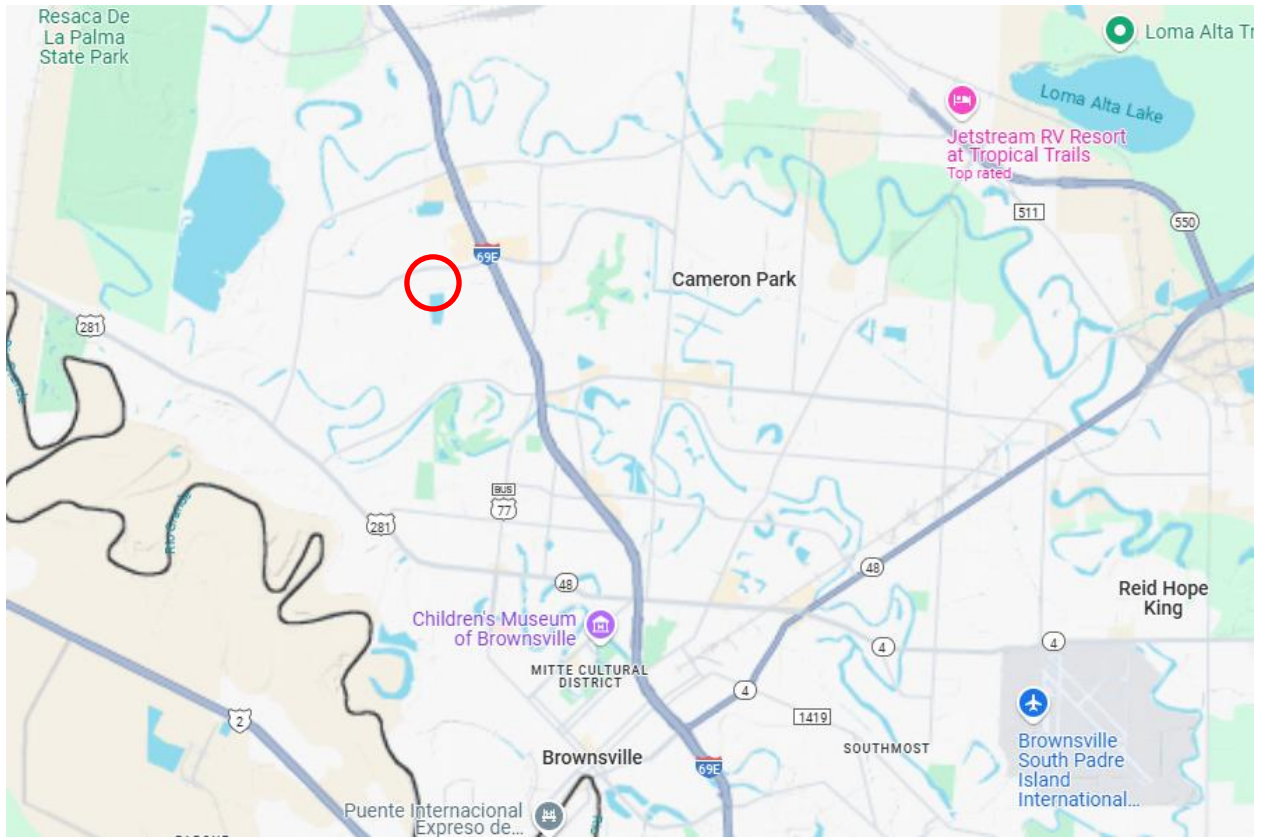 Resaca De
La Palma
State Park
Loma Alta Tr
Loma Alta Lake
Jetstream RV Resort
at Tropical Trails
Top rated
511
550
69E
Cameron Park
281
Rio Grande
BUS
77
281
48
48
Reid Hope
King
Children's Museum
of Brownsville
4
4
MITTE CULTURAL
DISTRICT
4
2
1419
SOUTHMOST
Brownsville
South Padre
Island
International...
Brownsville
69E
Puente Internacional
Expreso de...